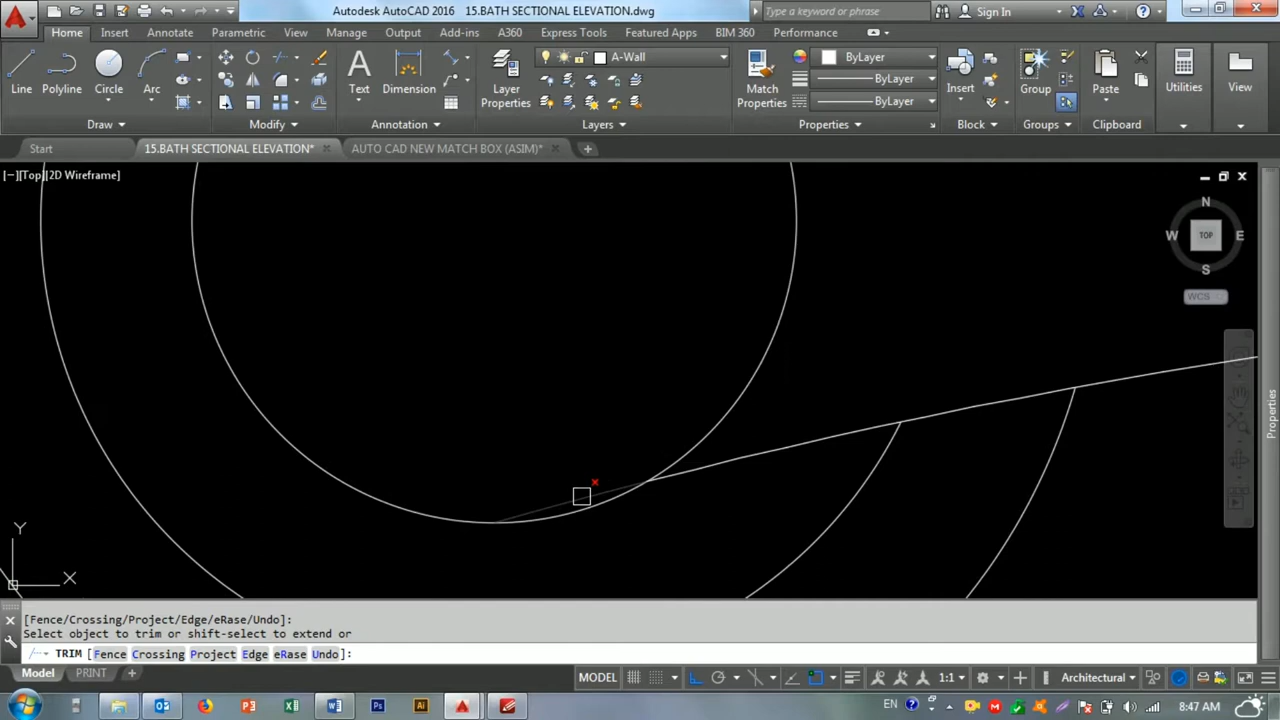 Autodesk AutoCAD 2016 15.BATH SECTIONAL ELEVATION.dwg
Type a keyword or phrase
Sign In
Home Insert Annotate Parametric View Manage Output Add-ins A360 Express Tools Featured Apps BIM 360 Performance
A-Wall
ByLayer
ByLayer
ByLayer
Line Polyline Circle Arc Text Dimension Layer Properties Match Properties Insert Group Paste Utilities View
Draw Modify Annotation Layers Properties Block Groups Clipboard
Start 15.BATH SECTIONAL ELEVATION* AUTO CAD NEW MATCH BOX (ASIM)*
[−][Top][2D Wireframe]
N
W TOP E
S
WCS
Properties
Y
X
[Fence/Crossing/Project/Edge/eRase/Undo]:
Select object to trim or shift-select to extend or
TRIM [Fence Crossing Project Edge eRase Undo]:
Model PRINT
MODEL 1:1 Architectural
EN 8:47 AM